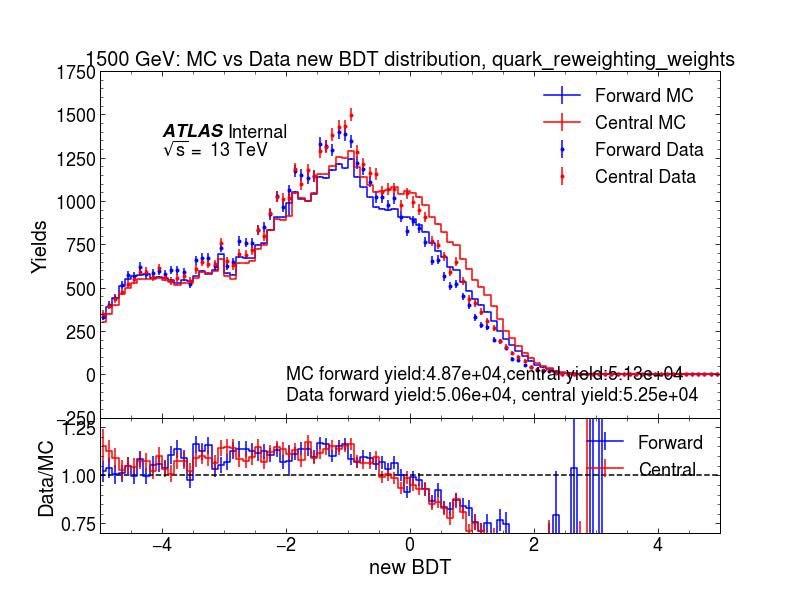 1500 GeV: MC vs Data new BDT distribution, quark_reweighting_weights
1750
1500
1250
1000
750
500
250
0
−250
Yields
ATLAS Internal
√s = 13 TeV
Forward MC
Central MC
Forward Data
Central Data
MC forward yield:4.87e+04,central yield:5.13e+04
Data forward yield:5.06e+04, central yield:5.25e+04
1.25
1.00
0.75
Data/MC
Forward
Central
−4
−2
0
2
4
new BDT